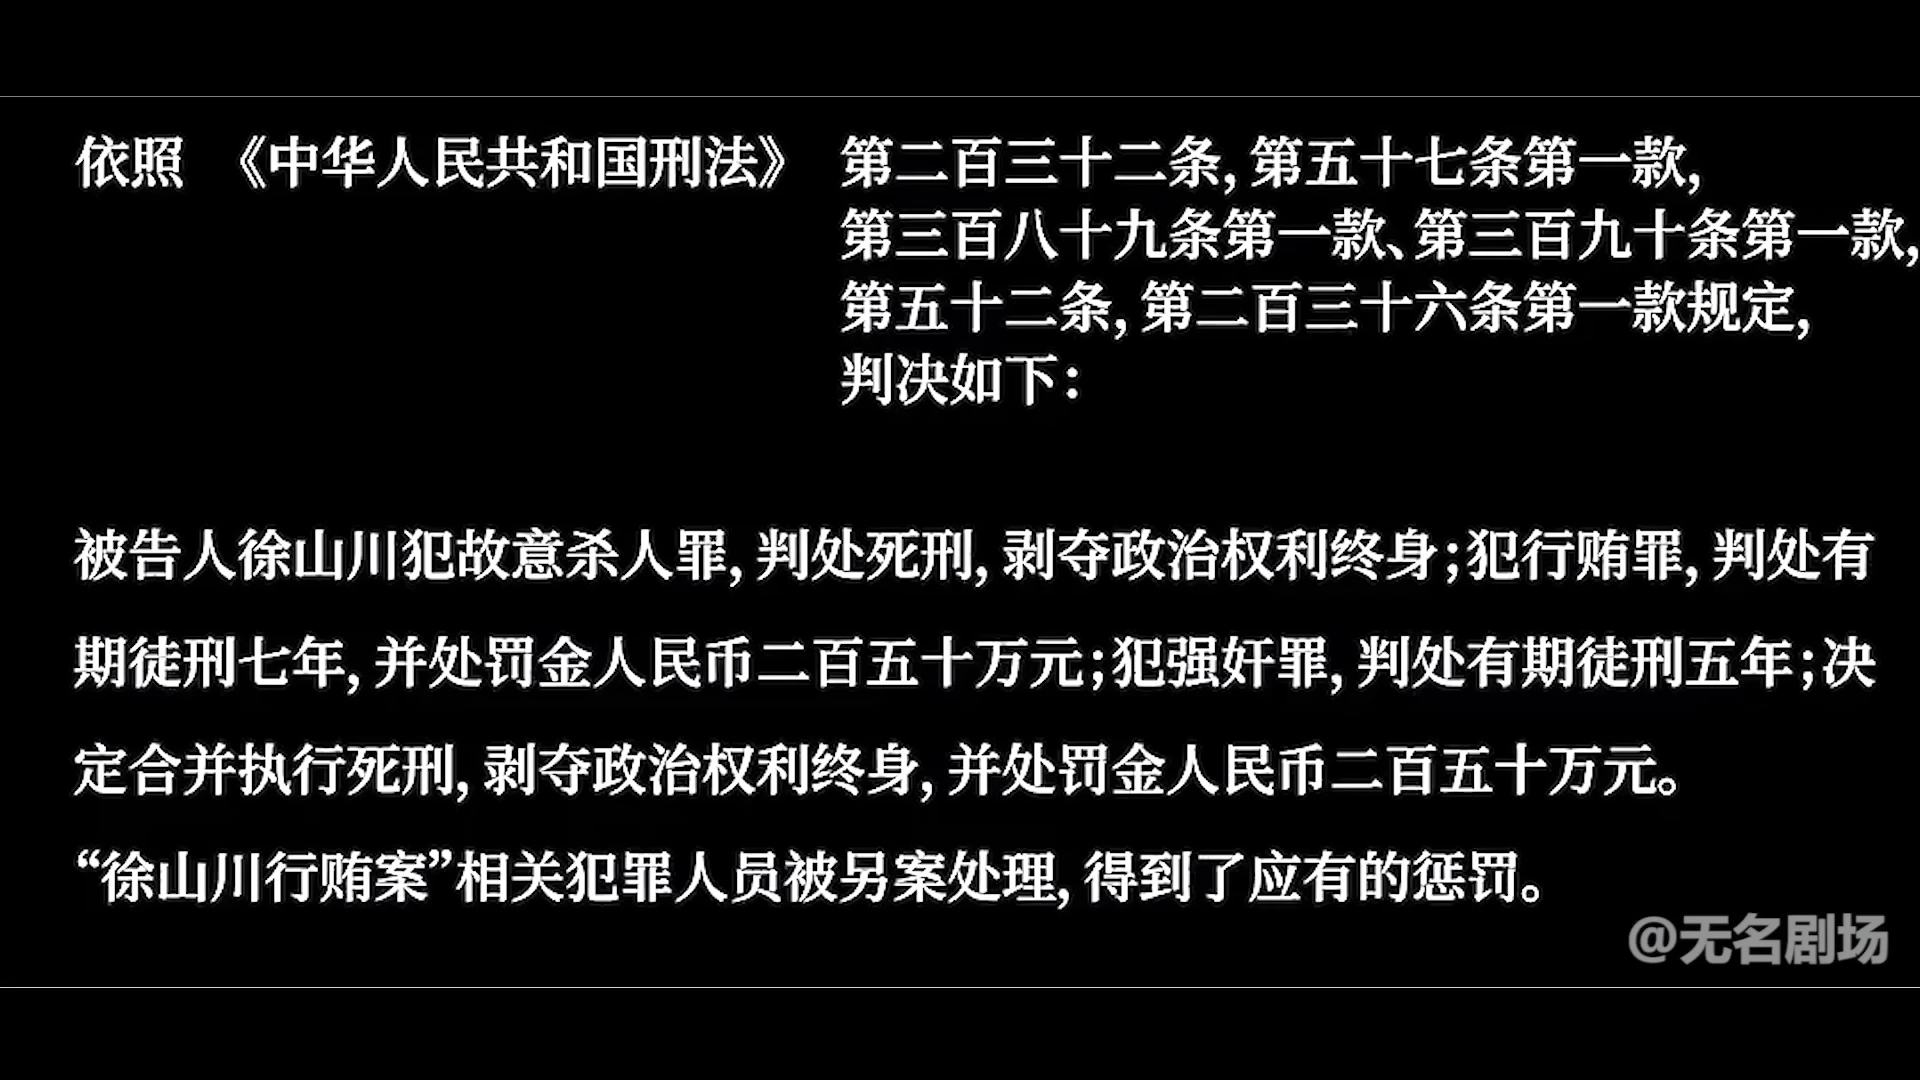 依照 《中华人民共和国刑法》 第二百三十二条, 第五十七条第一款,
第三百八十九条第一款、第三百九十条第一款,
第五十二条, 第二百三十六条第一款规定,
判决如下：
被告人徐山川犯故意杀人罪, 判处死刑, 剥夺政治权利终身；犯行贿罪, 判处有
期徒刑七年, 并处罚金人民币二百五十万元；犯强奸罪, 判处有期徒刑五年；决
定合并执行死刑, 剥夺政治权利终身, 并处罚金人民币二百五十万元。
“徐山川行贿案”相关犯罪人员被另案处理, 得到了应有的惩罚。
@无名剧场